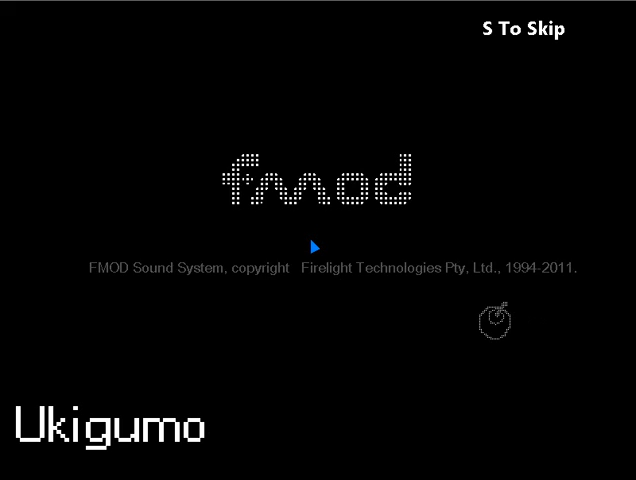 S To Skip
fmod
FMOD Sound System, copyright Firelight Technologies Pty, Ltd., 1994-2011.
Ukigumo